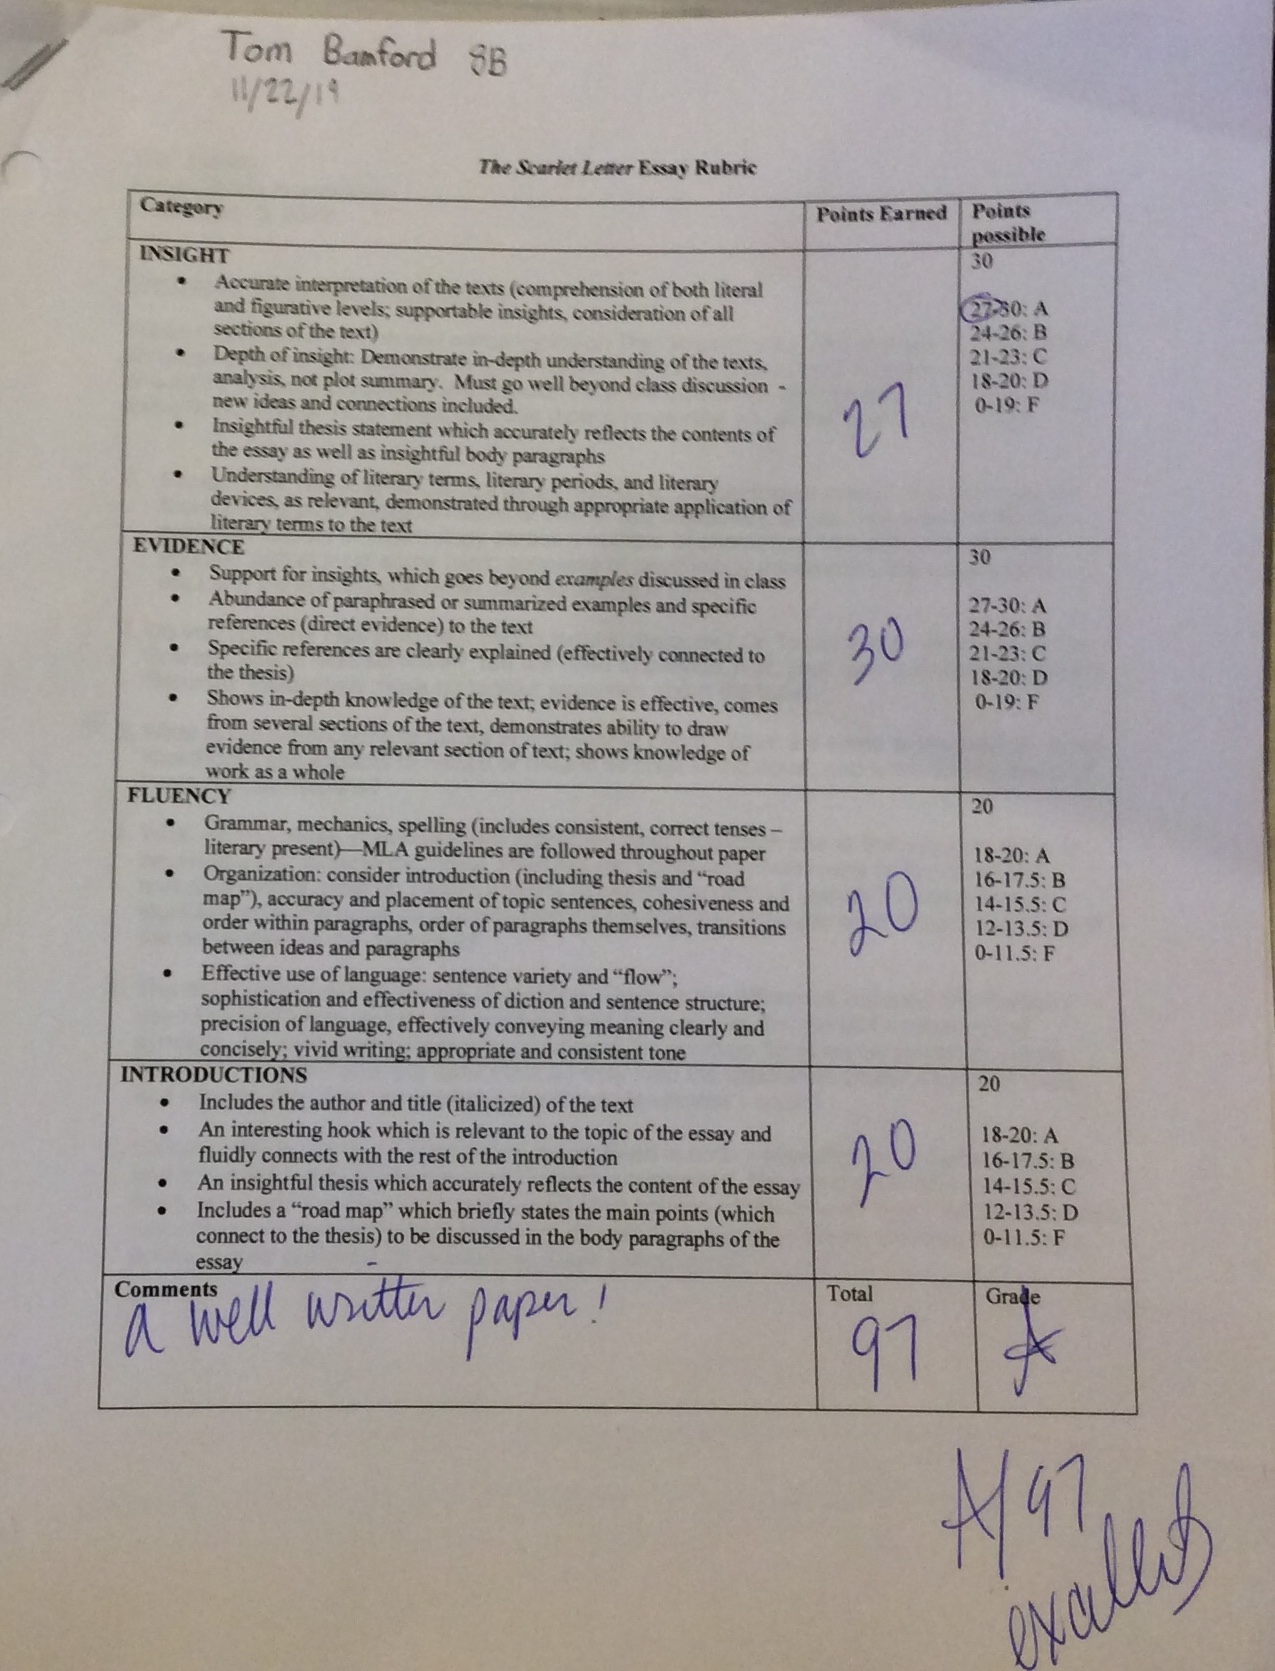 Tom Bamford 8B
11/22/19
The Scarlet Letter Essay Rubric
Category
Points Earned
Points
possible
INSIGHT
• Accurate interpretation of the texts (comprehension of both literal
and figurative levels; supportable insights, consideration of all
sections of the text)
• Depth of insight: Demonstrate in-depth understanding of the texts,
analysis, not plot summary. Must go well beyond class discussion -
new ideas and connections included.
• Insightful thesis statement which accurately reflects the contents of
the essay as well as insightful body paragraphs
• Understanding of literary terms, literary periods, and literary
devices, as relevant, demonstrated through appropriate application of
literary terms to the text
27
30
27-30: A
24-26: B
21-23: C
18-20: D
0-19: F
EVIDENCE
• Support for insights, which goes beyond examples discussed in class
• Abundance of paraphrased or summarized examples and specific
references (direct evidence) to the text
• Specific references are clearly explained (effectively connected to
the thesis)
• Shows in-depth knowledge of the text; evidence is effective, comes
from several sections of the text, demonstrates ability to draw
evidence from any relevant section of text; shows knowledge of
work as a whole
30
30
27-30: A
24-26: B
21-23: C
18-20: D
0-19: F
FLUENCY
• Grammar, mechanics, spelling (includes consistent, correct tenses –
literary present)—MLA guidelines are followed throughout paper
• Organization: consider introduction (including thesis and “road
map”), accuracy and placement of topic sentences, cohesiveness and
order within paragraphs, order of paragraphs themselves, transitions
between ideas and paragraphs
• Effective use of language: sentence variety and “flow”;
sophistication and effectiveness of diction and sentence structure;
precision of language, effectively conveying meaning clearly and
concisely; vivid writing; appropriate and consistent tone
20
20
18-20: A
16-17.5: B
14-15.5: C
12-13.5: D
0-11.5: F
INTRODUCTIONS
• Includes the author and title (italicized) of the text
• An interesting hook which is relevant to the topic of the essay and
fluidly connects with the rest of the introduction
• An insightful thesis which accurately reflects the content of the essay
• Includes a “road map” which briefly states the main points (which
connect to the thesis) to be discussed in the body paragraphs of the
essay
20
20
18-20: A
16-17.5: B
14-15.5: C
12-13.5: D
0-11.5: F
Comments
a well written paper!
Total
97
Grade
A
A/97
excellent